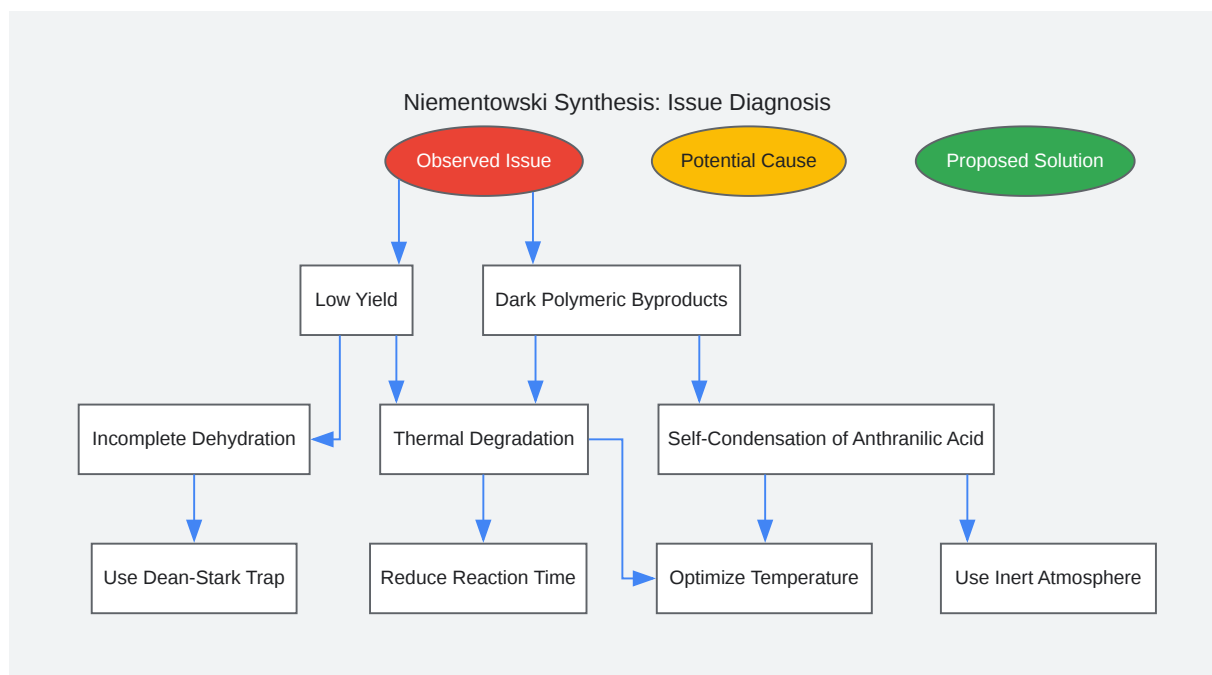 Niementowski Synthesis: Issue Diagnosis
Observed Issue
Potential Cause
Proposed Solution
Low Yield
Dark Polymeric Byproducts
Incomplete Dehydration
Thermal Degradation
Self-Condensation of Anthranilic Acid
Use Dean-Stark Trap
Reduce Reaction Time
Optimize Temperature
Use Inert Atmosphere